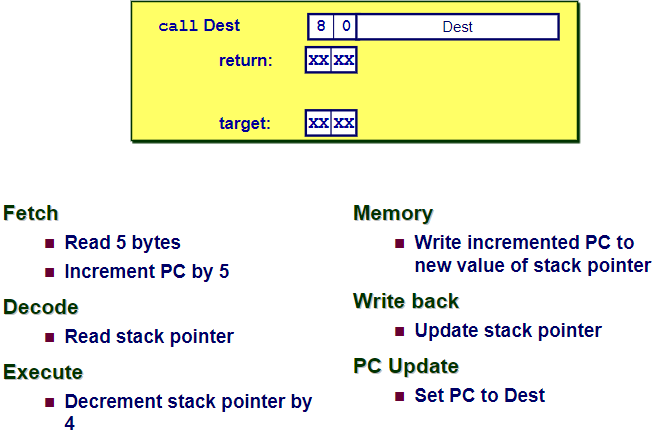 call Dest 8 0 Dest
return: XX XX
target: XX XX
Fetch
■ Read 5 bytes
■ Increment PC by 5
Decode
■ Read stack pointer
Execute
■ Decrement stack pointer by
4
Memory
■ Write incremented PC to
new value of stack pointer
Write back
■ Update stack pointer
PC Update
■ Set PC to Dest